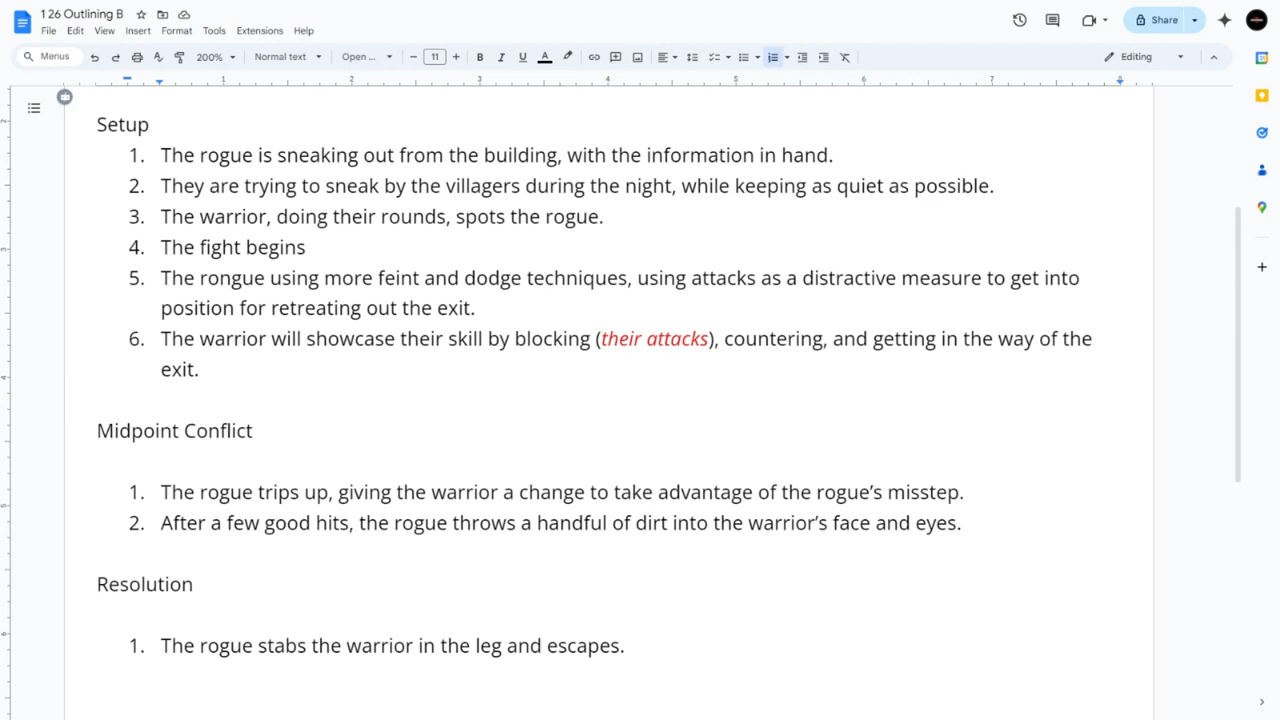 1 26 Outlining B
File Edit View Insert Format Tools Extensions Help
Share
Menus 200% Normal text Open ... 11 Editing
1 2 3 4 5 6 7 8
Setup
1. The rogue is sneaking out from the building, with the information in hand.
2. They are trying to sneak by the villagers during the night, while keeping as quiet as possible.
3. The warrior, doing their rounds, spots the rogue.
4. The fight begins
5. The rongue using more feint and dodge techniques, using attacks as a distractive measure to get into
position for retreating out the exit.
6. The warrior will showcase their skill by blocking (their attacks), countering, and getting in the way of the
exit.
Midpoint Conflict
1. The rogue trips up, giving the warrior a change to take advantage of the rogue’s misstep.
2. After a few good hits, the rogue throws a handful of dirt into the warrior’s face and eyes.
Resolution
1. The rogue stabs the warrior in the leg and escapes.